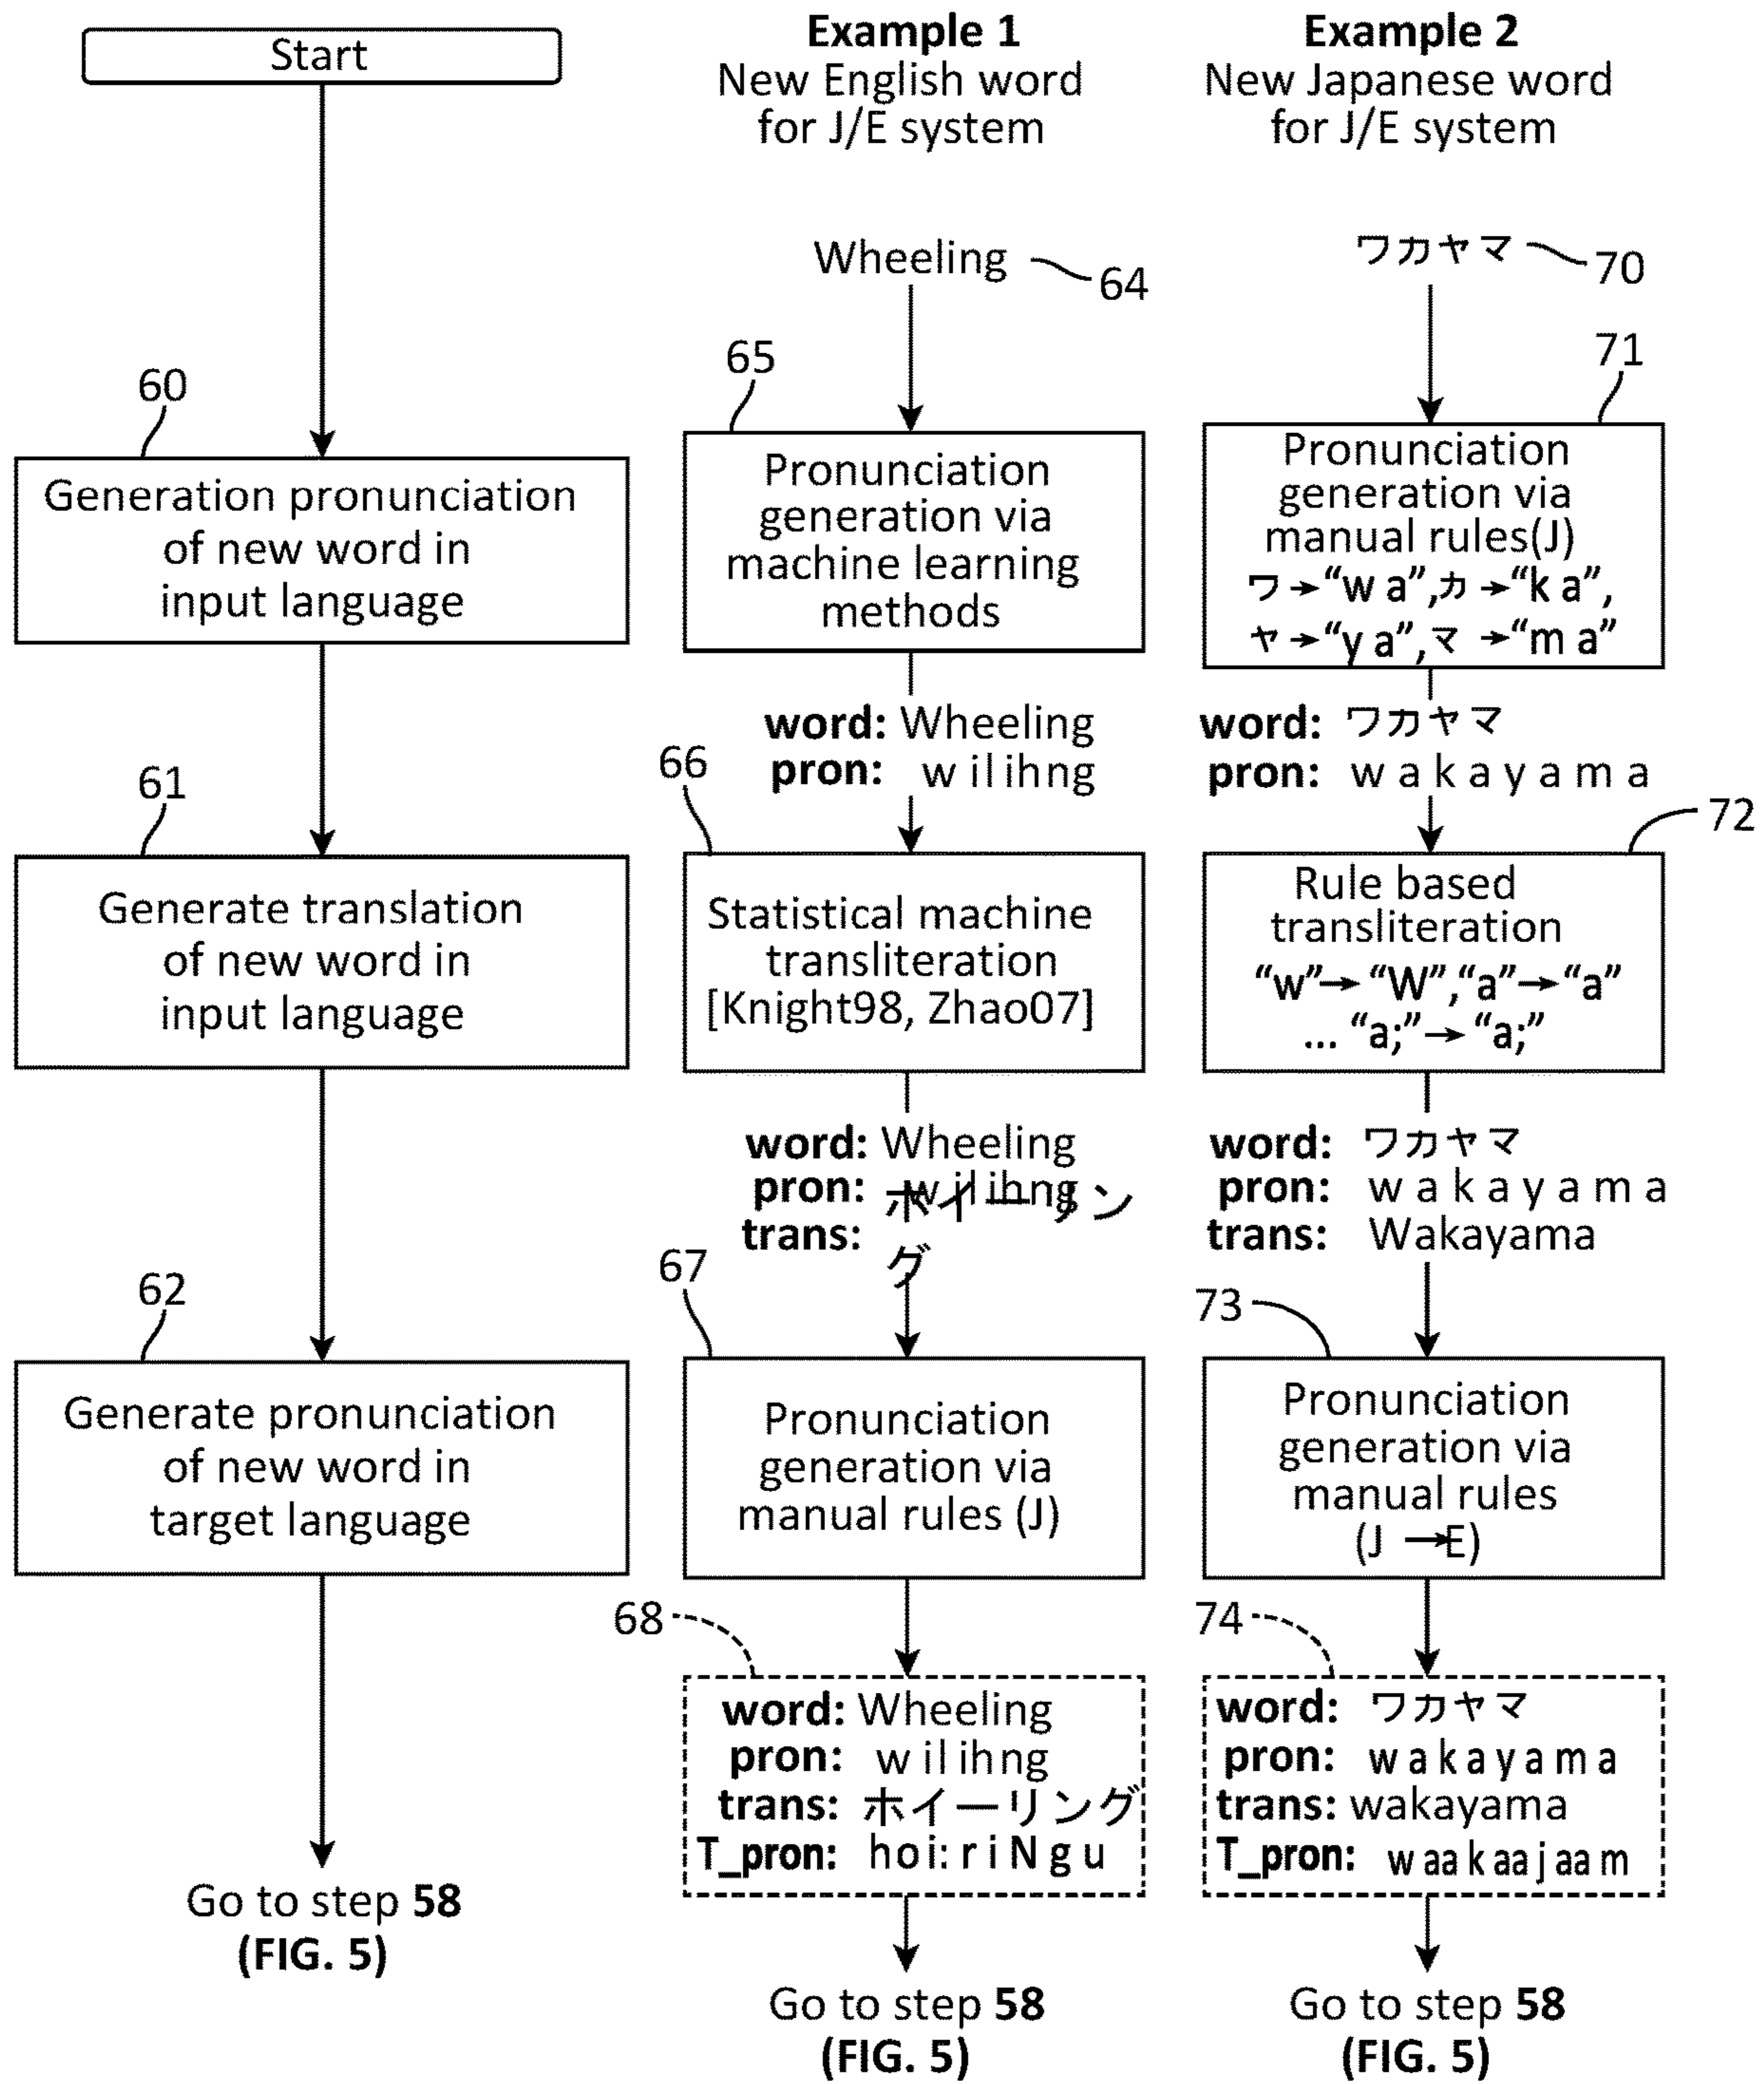 Start
60
Generation pronunciation
of new word in
input language
61
Generate translation
of new word in
input language
62
Generate pronunciation
of new word in
target language
Go to step 58
(FIG. 5)
Example 1
New English word
for J/E system
Wheeling
64
65
Pronunciation
generation via
machine learning
methods
word: Wheeling
pron: w i l ihng
66
Statistical machine
transliteration
[Knight98, Zhao07]
word: Wheeling
pron: w i l ihng
trans: ホイーリン
グ
67
Pronunciation
generation via
manual rules (J)
68
word: Wheeling
pron: w i l ihng
trans: ホイーリング
T_pron: h o i: r i N g u
Go to step 58
(FIG. 5)
Example 2
New Japanese word
for J/E system
ワカヤマ
70
71
Pronunciation
generation via
manual rules(J)
ワ→“w a”,カ→“k a”,
ヤ→“y a”,マ→“m a”
word: ワカヤマ
pron: w a k a y a m a
72
Rule based
transliteration
“w”→“W”,“a”→“a”
... “a;”→“a;”
word: ワカヤマ
pron: w a k a y a m a
trans: Wakayama
73
Pronunciation
generation via
manual rules
(J →E)
74
word: ワカヤマ
pron: w a k a y a m a
trans: wakayama
T_pron: w aa k aa j aa m
Go to step 58
(FIG. 5)